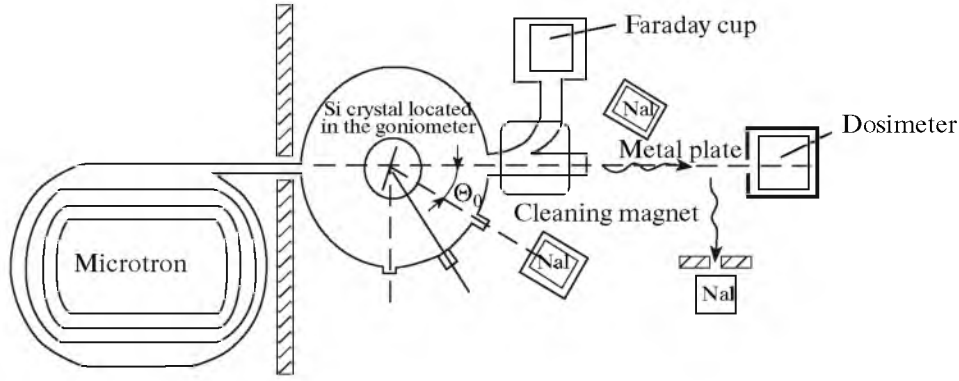 Faraday cup
Si crystal located
in the goniometer
NaI
Dosimeter
Metal plate
Θ₀
Cleaning magnet
Microtron
NaI
NaI